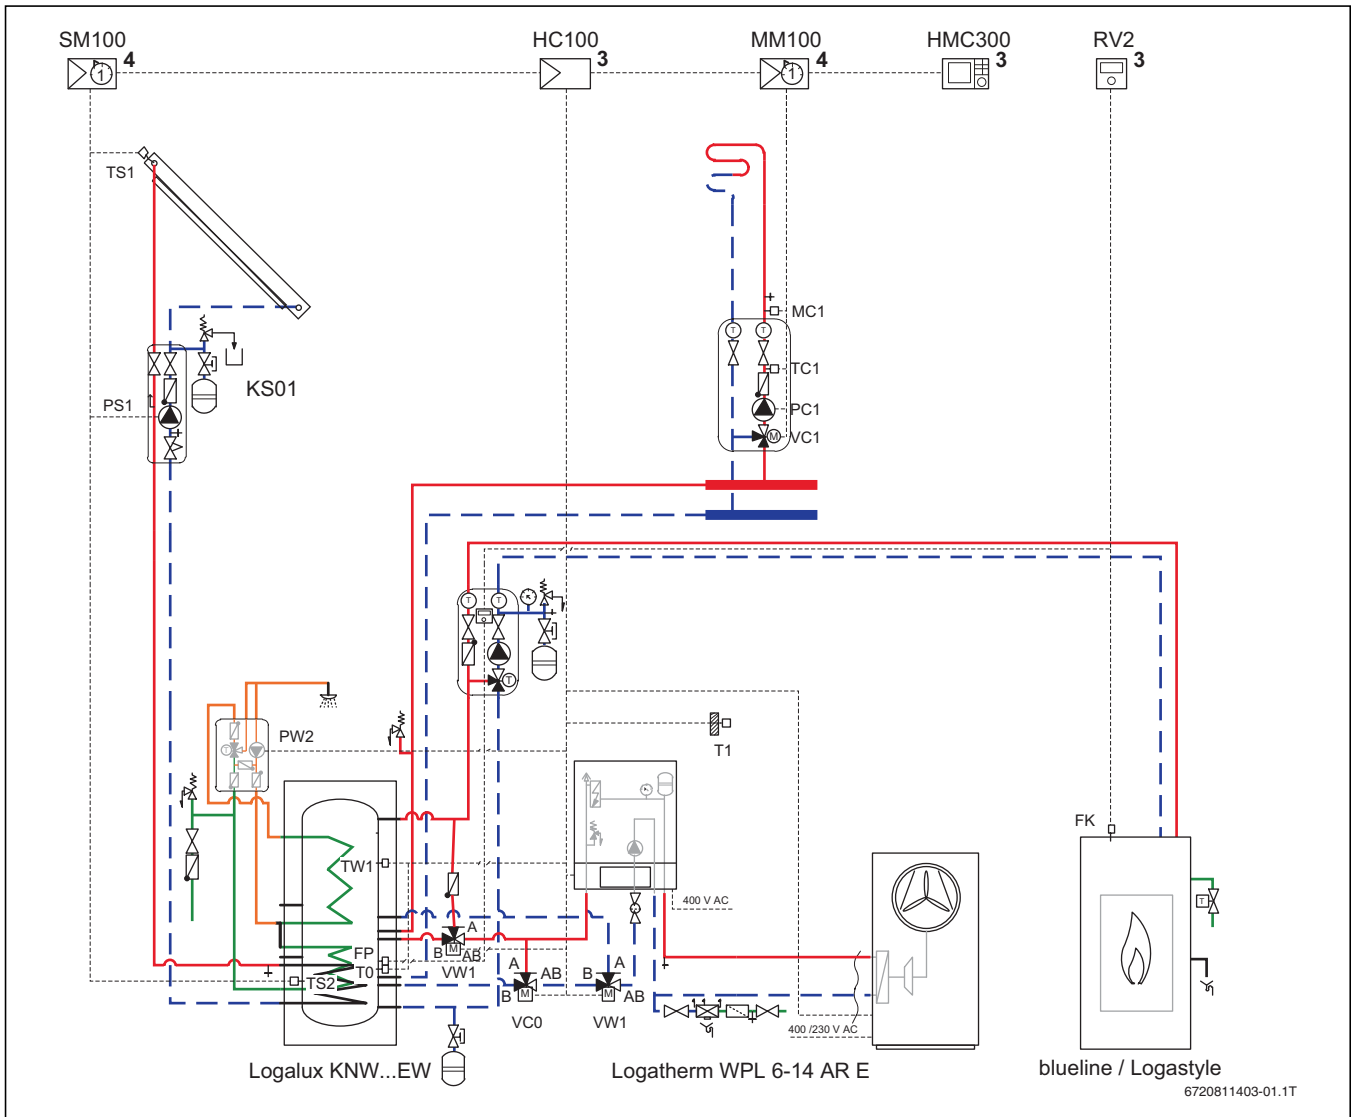 SM100
4
HC100
3
MM100
4
HMC300
3
RV2
3
1
1
TS1
KS01
PS1
MC1
T
T
TC1
PC1
M
VC1
T
T
T
PW2
T
T1
FK
TW1
400 V AC
A
FP
B
M
AB
T0
VW1
A
AB
B
A
TS2
B
M
M
AB
VC0
VW1
T
400 /230 V AC
Logalux KNW...EW
Logatherm WPL 6-14 AR E
blueline / Logastyle
6720811403-01.1T